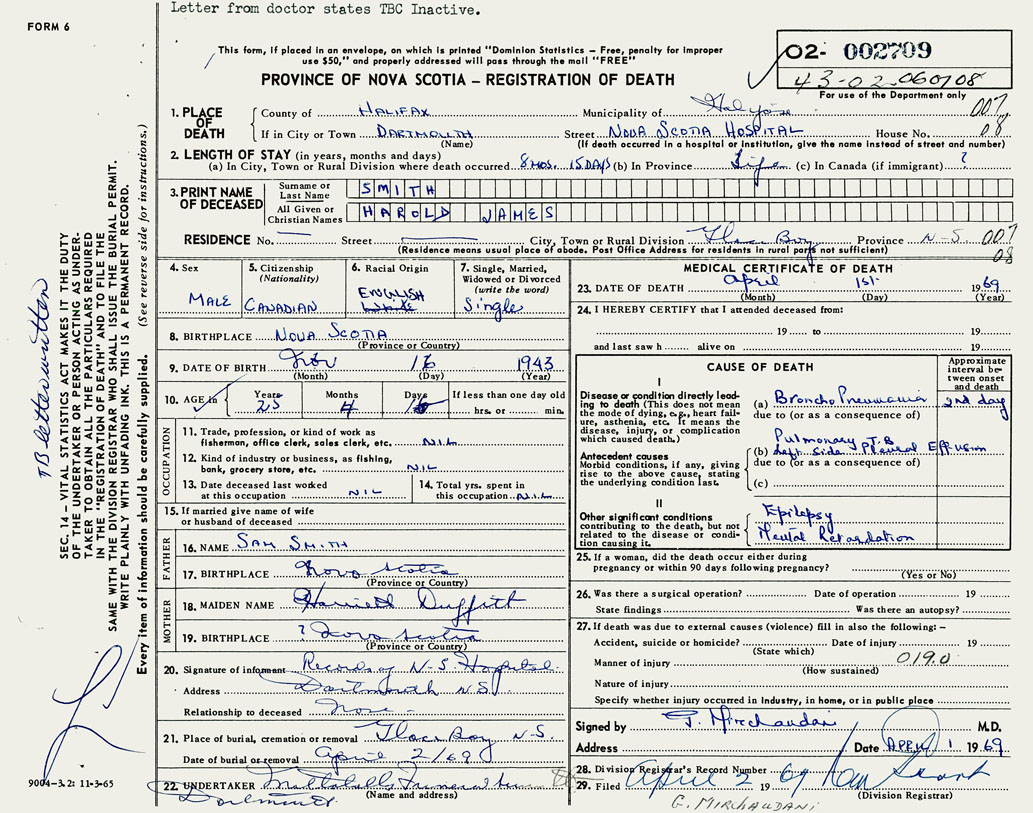 Letter from doctor states TBC Inactive.
FORM 6
This form, if placed in an envelope, on which is printed "Dominion Statistics – Free, penalty for improper
use $50," and properly addressed will pass through the mail "FREE"
PROVINCE OF NOVA SCOTIA – REGISTRATION OF DEATH
02- 002709
43-02-060708
For use of the Department only
1. PLACE OF DEATH
County of HALIFAX Municipality of 007
If in City or Town DARTMOUTH Street NOVA SCOTIA HOSPITAL House No. 08
(Name) (If death occurred in a hospital or institution, give the name instead of street and number)
2. LENGTH OF STAY (in years, months and days)
(a) In City, Town or Rural Division where death occurred 8 MOS. 15 DAYS (b) In Province Life (c) In Canada (if immigrant) ?
3. PRINT NAME OF DECEASED
Surname or Last Name SMITH
All Given or Christian Names HAROLD JAMES
RESIDENCE No. — Street — City, Town or Rural Division Glace Bay Province N-S. 007
(Residence means usual place of abode. Post Office Address for residents in rural parts not sufficient) 08
4. Sex MALE
5. Citizenship (Nationality) CANADIAN
6. Racial Origin ENGLISH White
7. Single, Married, Widowed or Divorced (write the word) Single
8. BIRTHPLACE NOVA SCOTIA
(Province or Country)
9. DATE OF BIRTH Nov 16 1943
(Month) (Day) (Year)
10. AGE in Years 25 Months 4 Days 16 If less than one day old
hrs. or min.
OCCUPATION
11. Trade, profession, or kind of work as
fisherman, office clerk, sales clerk, etc. NIL
12. Kind of industry or business, as fishing,
bank, grocery store, etc. NIL
13. Date deceased last worked
at this occupation NIL
14. Total yrs. spent in
this occupation NIL
15. If married give name of wife
or husband of deceased
FATHER
16. NAME SAM SMITH
17. BIRTHPLACE Nova Scotia
(Province or Country)
MOTHER
18. MAIDEN NAME Harriett Duffitt
19. BIRTHPLACE ? Nova Scotia
(Province or Country)
20. Signature of informant Records of N-S Hospital
Address Dartmouth N.S.
Relationship to deceased None -
21. Place of burial, cremation or removal Glace Bay N-S.
Date of burial or removal April 2/69
22. UNDERTAKER Funeral
Dartmouth
(Name and address)
MEDICAL CERTIFICATE OF DEATH
23. DATE OF DEATH April 1st 1969
(Month) (Day) (Year)
24. I HEREBY CERTIFY that I attended deceased from:
19 to 19
and last saw h alive on 19
CAUSE OF DEATH
Approximate interval between onset and death
I
Disease or condition directly leading to death (This does not mean the mode of dying, e.g., heart failure, asthenia, etc. It means the disease, injury, or complication which caused death.)
(a) Broncho Pneumonia 2nd day
due to (or as a consequence of)
Antecedent causes
Morbid conditions, if any, giving rise to the above cause, stating the underlying condition last.
Pulmonary T.B
(b) Left Side Pleural Effusion
due to (or as a consequence of)
(c)
II
Other significant conditions contributing to the death, but not related to the disease or condition causing it.
Epilepsy
Mental Retardation
25. If a woman, did the death occur either during
pregnancy or within 90 days following pregnancy?
(Yes or No)
26. Was there a surgical operation? Date of operation 19
State findings Was there an autopsy?
27. If death was due to external causes (violence) fill in also the following: –
Accident, suicide or homicide? Date of injury 19
(State which)
Manner of injury 019.0
(How sustained)
Nature of injury
Specify whether injury occurred in Industry, in home, or in public place
Signed by G. Mirchandani M.D.
Address Date APRIL 1 1969
28. Division Registrar's Record Number
29. Filed April 2 1969
(Division Registrar)
G. MIRCHANDANI
9004-3.2: 11-3-65
TB letter written
SEC. 14 – VITAL STATISTICS ACT MAKES IT THE DUTY
OF THE UNDERTAKER OR PERSON ACTING AS UNDER-
TAKER TO OBTAIN ALL THE PARTICULARS REQUIRED
IN THE "REGISTRATION OF DEATH" AND TO FILE THE
SAME WITH THE DIVISION REGISTRAR WHO SHALL ISSUE THE BURIAL PERMIT.
WRITE PLAINLY WITH UNFADING INK. THIS IS A PERMANENT RECORD.
Every item of information should be carefully supplied. (See reverse side for instructions.)